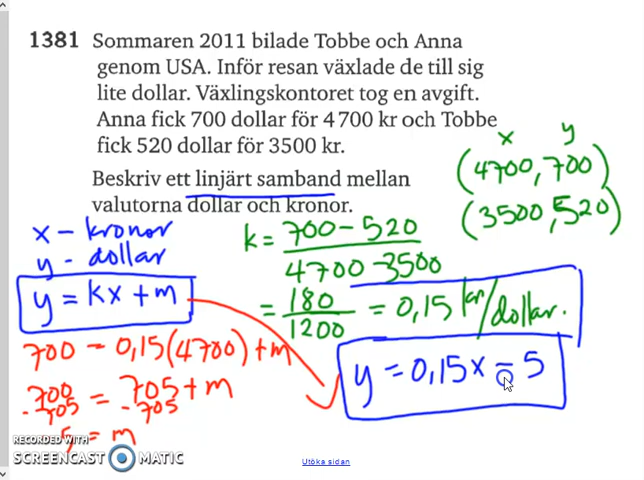 1381 Sommaren 2011 bilade Tobbe och Anna
genom USA. Inför resan växlade de till sig
lite dollar. Växlingskontoret tog en avgift.
Anna fick 700 dollar för 4 700 kr och Tobbe
fick 520 dollar för 3500 kr.
Beskriv ett linjärt samband mellan
valutorna dollar och kronor.
x y
(4700, 700)
(3500, 520)
x - kronor
y - dollar
y = kx + m
k = 700 - 520
4700 - 3500
= 180 = 0,15 kr/dollar.
1200
700 = 0,15(4700) + m
700 = 705 + m
-705 -705
5 = m
y = 0,15x - 5
RECORDED WITH
SCREENCAST MATIC
Utöka sidan